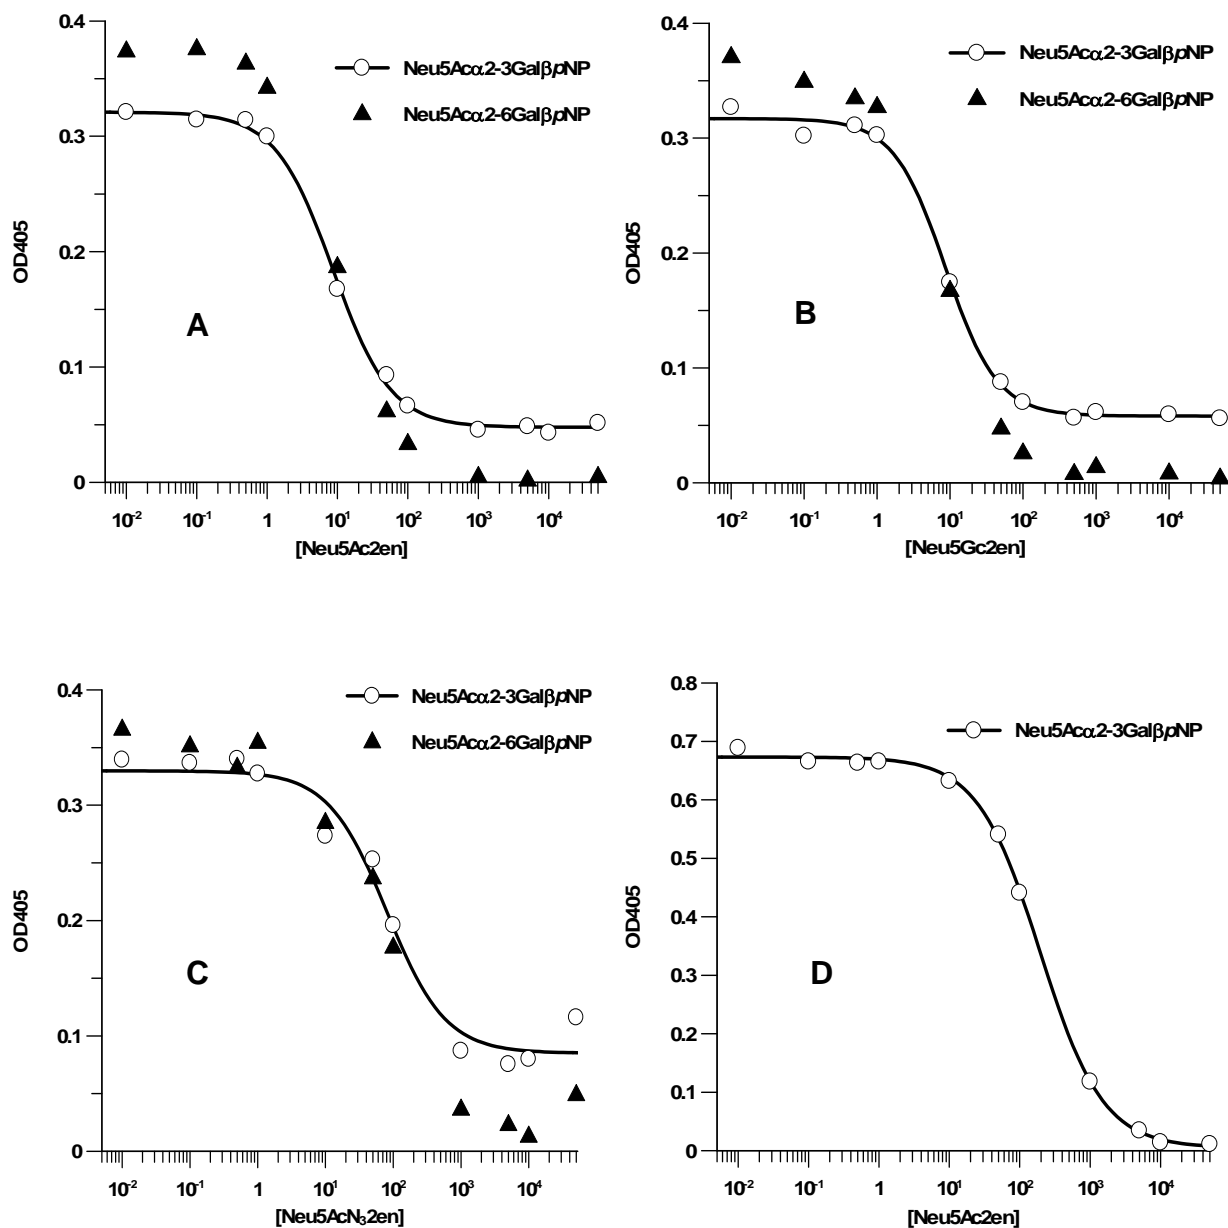 0.4
0.3
0.2
0.1
0
OD405
Neu5Acα2-3GalβpNP
Neu5Acα2-6GalβpNP
A
10⁻² 10⁻¹ 1 10¹ 10² 10³ 10⁴
[Neu5Ac2en]
0.4
0.3
0.2
0.1
0
OD405
Neu5Acα2-3GalβpNP
Neu5Acα2-6GalβpNP
B
10⁻² 10⁻¹ 1 10¹ 10² 10³ 10⁴
[Neu5Gc2en]
0.4
0.3
0.2
0.1
0
OD405
Neu5Acα2-3GalβpNP
Neu5Acα2-6GalβpNP
C
10⁻² 10⁻¹ 1 10¹ 10² 10³ 10⁴
[Neu5AcN₃2en]
0.8
0.7
0.6
0.5
0.4
0.3
0.2
0.1
0
OD405
Neu5Acα2-3GalβpNP
D
10⁻² 10⁻¹ 1 10¹ 10² 10³ 10⁴
[Neu5Ac2en]